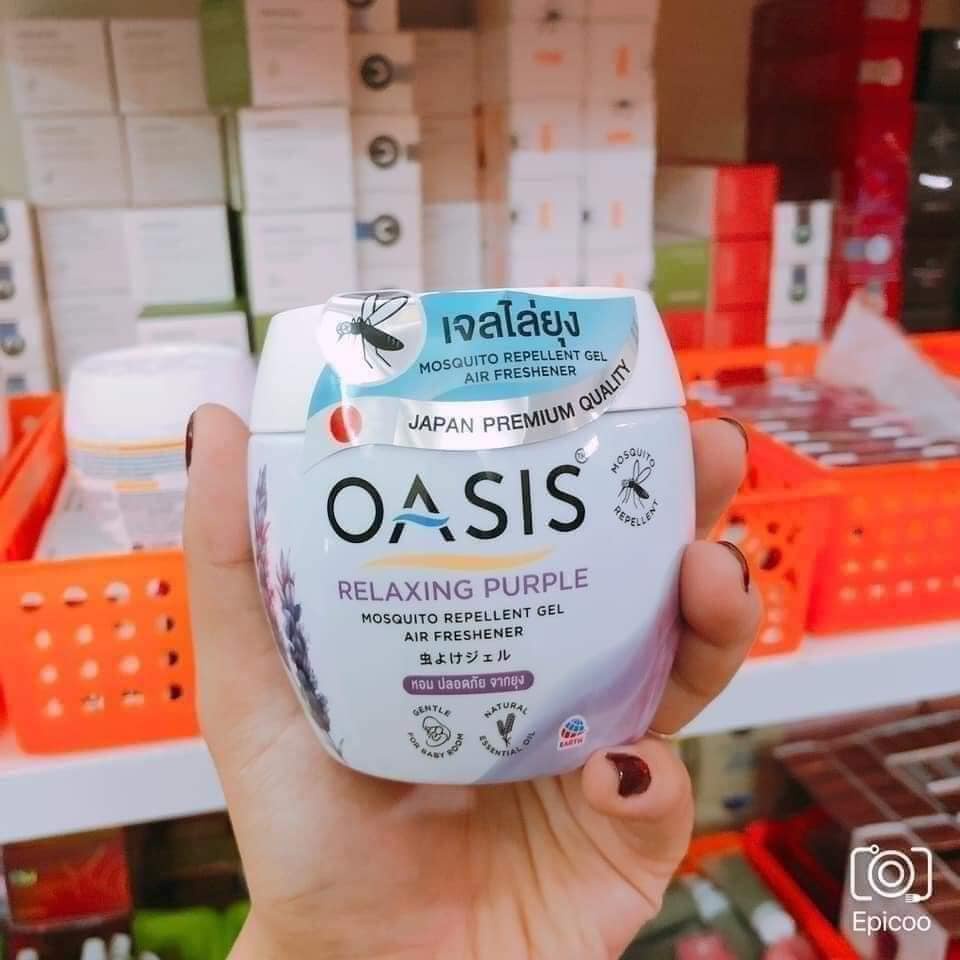 เจลไล่ยุง
MOSQUITO REPELLENT GEL
AIR FRESHENER
JAPAN PREMIUM QUALITY
OASIS
TM
MOSQUITO
REPELLENT
RELAXING PURPLE
MOSQUITO REPELLENT GEL
AIR FRESHENER
虫よけジェル
หอม ปลอดภัย จากยุง
GENTLE
FOR BABY ROOM
NATURAL
ESSENTIAL OIL
EARTH
Epicoo